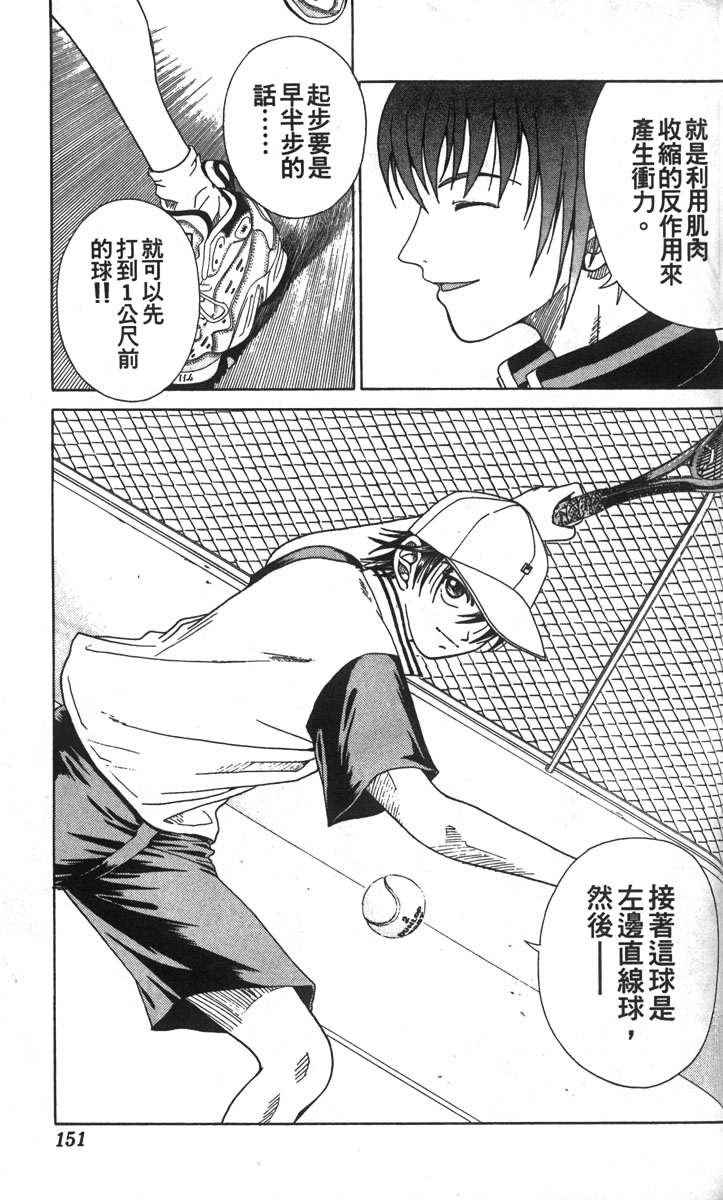 就是利用肌肉
收縮的反作用來
產生衝力。
起步要是
早半步的
話……
就可以先
打到1公尺前
的球!!
接著這球是
左邊直線球，
然後——
151